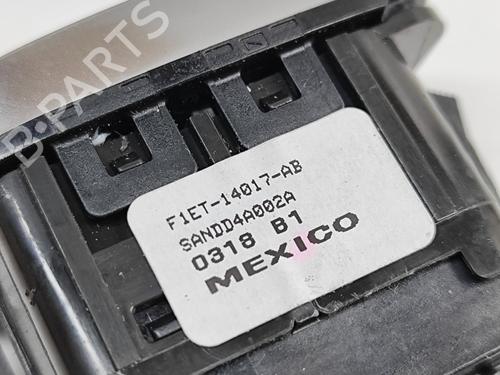 B-PARTS
F1ET-14017-AB
SANDD4A002A
0318 B1
MEXICO